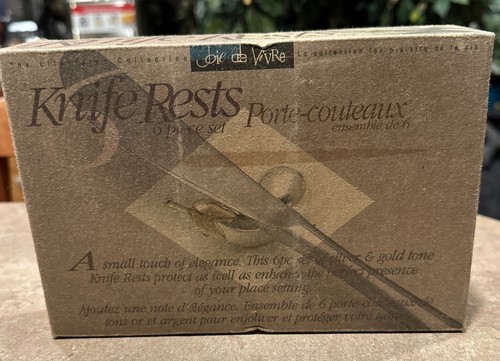 The Lifestyle Collection Joie de ViVRe La collection les plaisirs de la vie
Knife Rests Porte-couteaux
6 piece set ensemble de 6
A small touch of elegance. This 6pc set of silver & gold tone
Knife Rests protect as well as enhance the perfect presence
of your place setting.
Ajoutez une note d'élégance. Ensemble de 6 porte-couteaux de
tons or et argent pour enjoliver et protéger votre table.